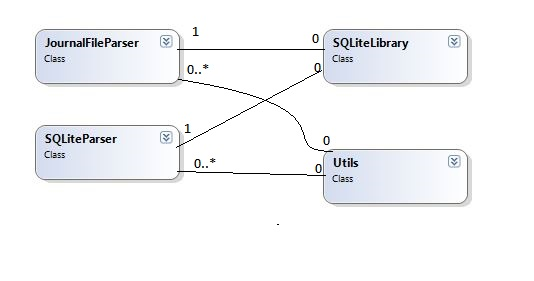 JournalFileParser
Class
1
0
SQLiteLibrary
Class
0..*
0
SQLiteParser
Class
1
0..*
0
0
Utils
Class